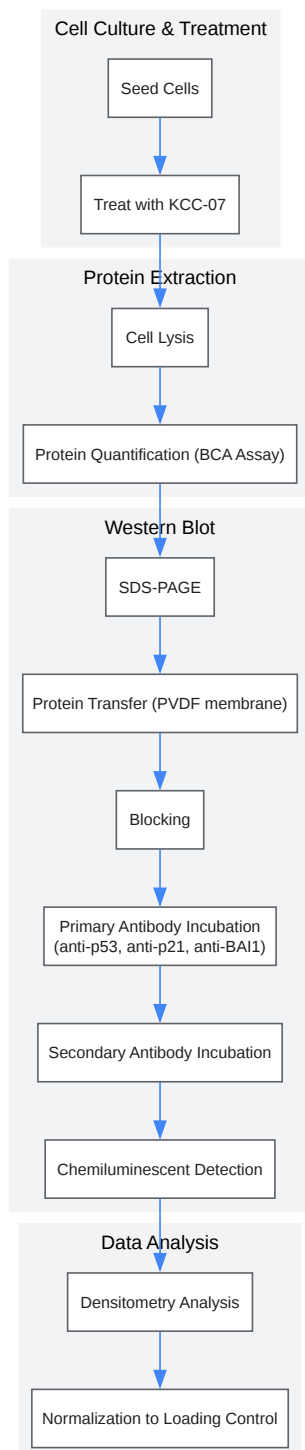 Cell Culture & Treatment
Seed Cells
Treat with KCC-07
Protein Extraction
Cell Lysis
Protein Quantification (BCA Assay)
Western Blot
SDS-PAGE
Protein Transfer (PVDF membrane)
Blocking
Primary Antibody Incubation
(anti-p53, anti-p21, anti-BAI1)
Secondary Antibody Incubation
Chemiluminescent Detection
Data Analysis
Densitometry Analysis
Normalization to Loading Control